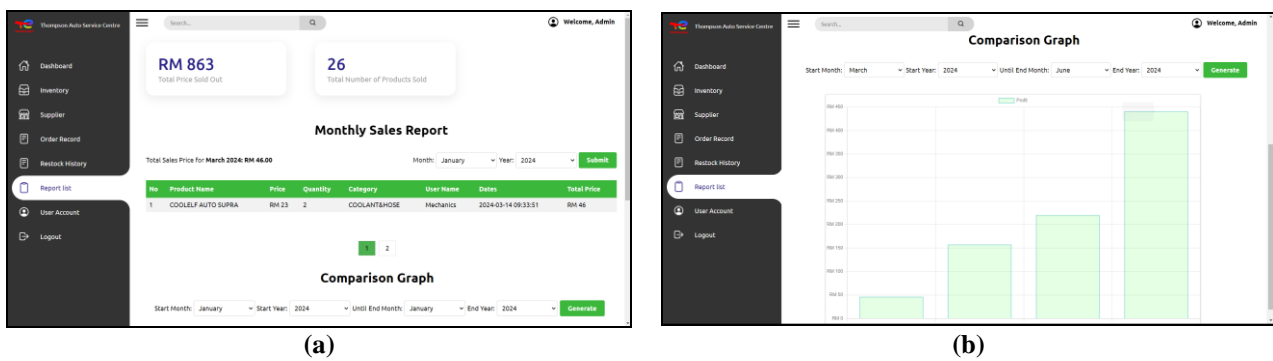 Thompson Auto Service Centre
Search...
Welcome, Admin
Dashboard
Inventory
Supplier
Order Record
Restock History
Report list
User Account
Logout
RM 863
Total Price Sold Out
26
Total Number of Products Sold
Monthly Sales Report
Total Sales Price for March 2024: RM 46.00
Month: January Year: 2024 Submit
No Product Name Price Quantity Category User Name Dates Total Price
1 COOLELF AUTO SUPRA RM 23 2 COOLANT&HOSE Mechanics 2024-03-14 09:33:51 RM 46
1 2
Comparison Graph
Start Month: January Start Year: 2024 Until End Month: January End Year: 2024 Generate
(a)
Thompson Auto Service Centre
Search...
Welcome, Admin
Dashboard
Inventory
Supplier
Order Record
Restock History
Report list
User Account
Logout
Comparison Graph
Start Month: March Start Year: 2024 Until End Month: June End Year: 2024 Generate
Profit
RM 450
RM 400
RM 350
RM 300
RM 250
RM 200
RM 150
RM 100
RM 50
RM 0
(b)